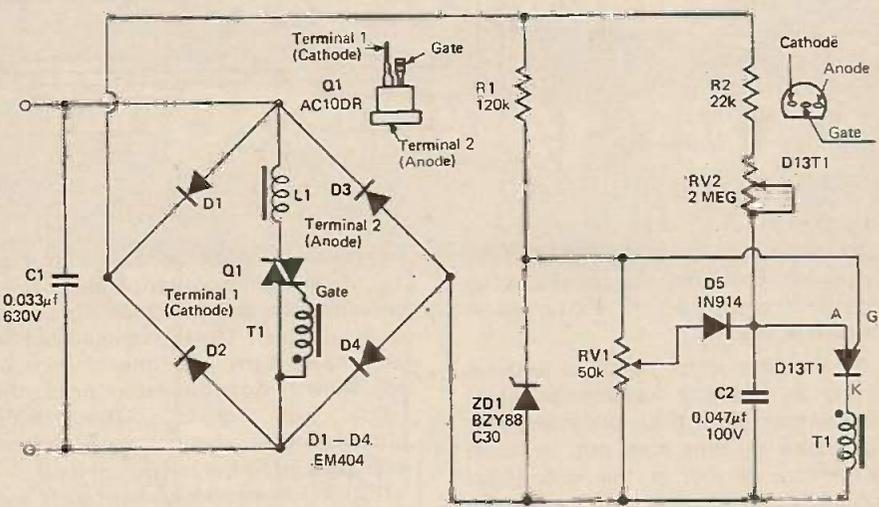 Terminal 1
(Cathode)
Gate
Q1
AC10DR
Terminal 2
(Anode)
R1
120k
R2
22k
Cathode
Anode
Gate
D13T1
RV2
2 MEG
D1
L1
D3
Terminal 2
(Anode)
C1
0.033µf
630V
Q1
Terminal 1
(Cathode)
Gate
T1
D2
D4
D1 – D4
EM404
D5
IN914
A
G
RV1
50k
D13T1
K
ZD1
BZY88
C30
C2
0.047µf
100V
T1